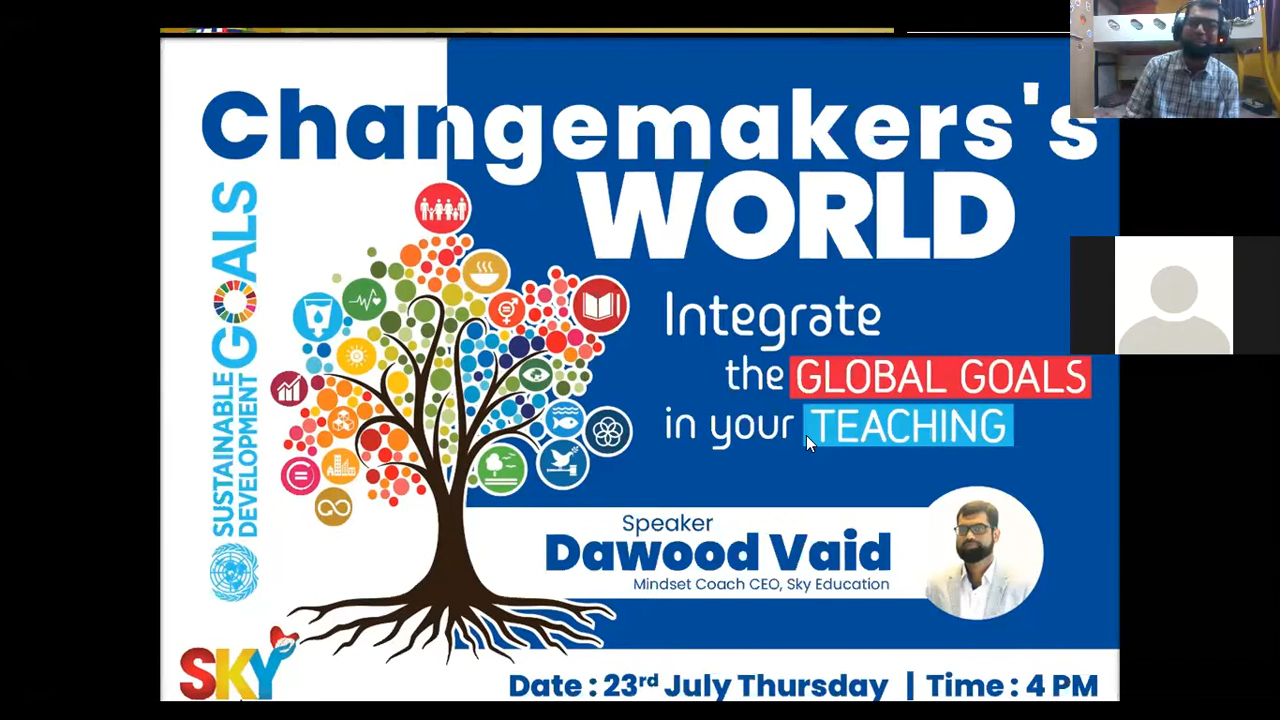 Changemakers's
WORLD
SUSTAINABLE
DEVELOPMENT
GOALS
Integrate
the GLOBAL GOALS
in your TEACHING
Speaker
Dawood Vaid
Mindset Coach CEO, Sky Education
SKY
Date : 23rd July Thursday | Time : 4 PM